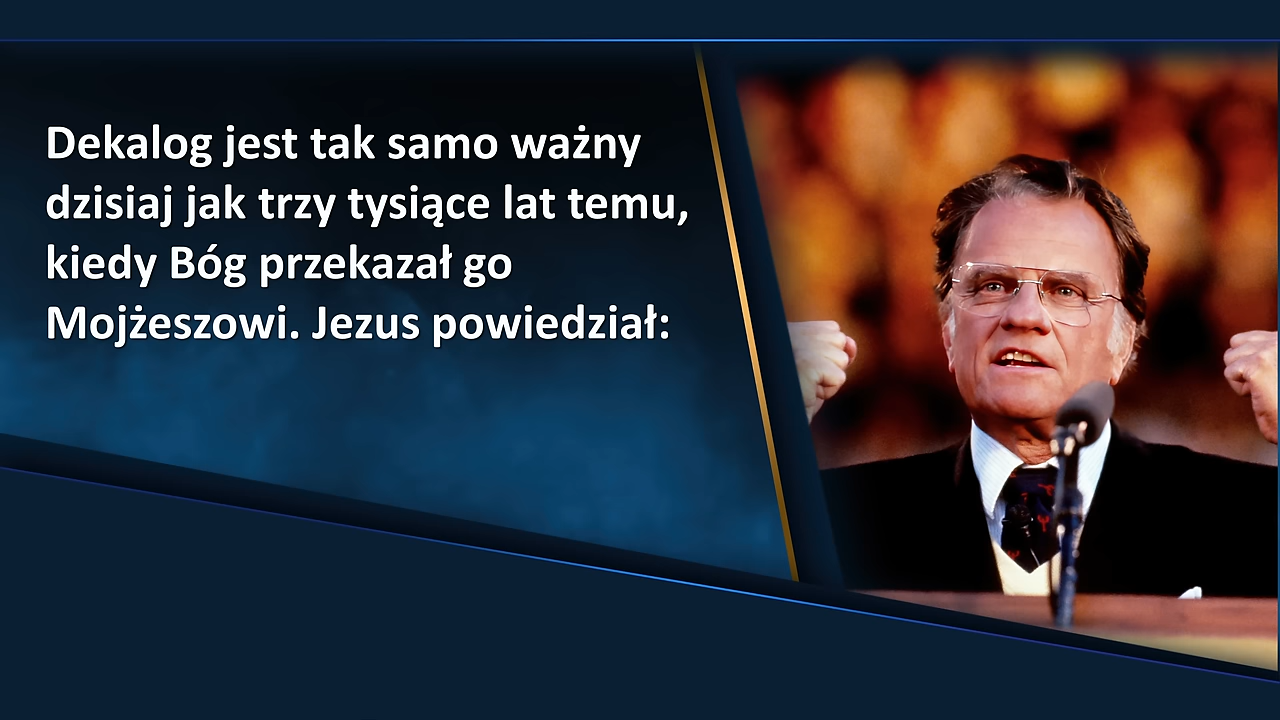 Dekalog jest tak samo ważny
dzisiaj jak trzy tysiące lat temu,
kiedy Bóg przekazał go
Mojżeszowi. Jezus powiedział: